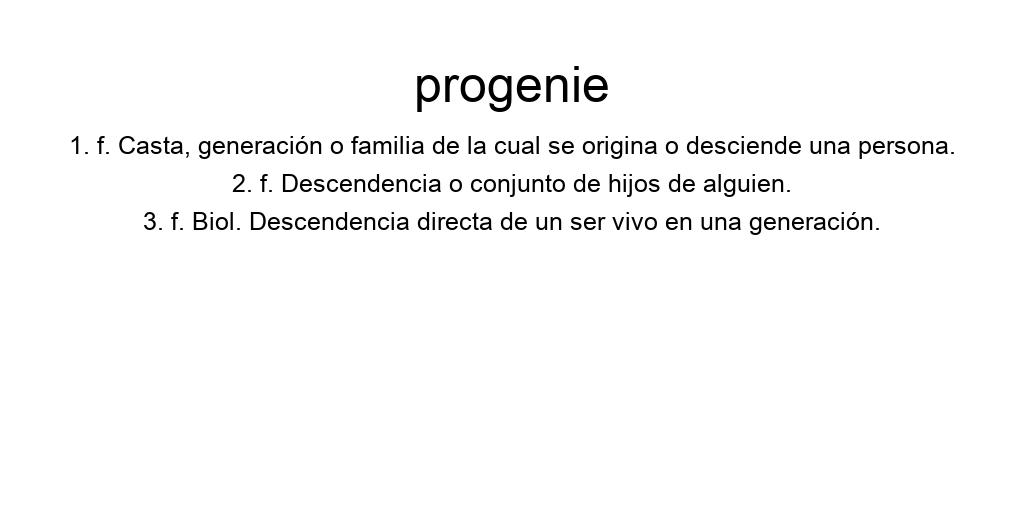 progenie
1. f. Casta, generación o familia de la cual se origina o desciende una persona.
2. f. Descendencia o conjunto de hijos de alguien.
3. f. Biol. Descendencia directa de un ser vivo en una generación.